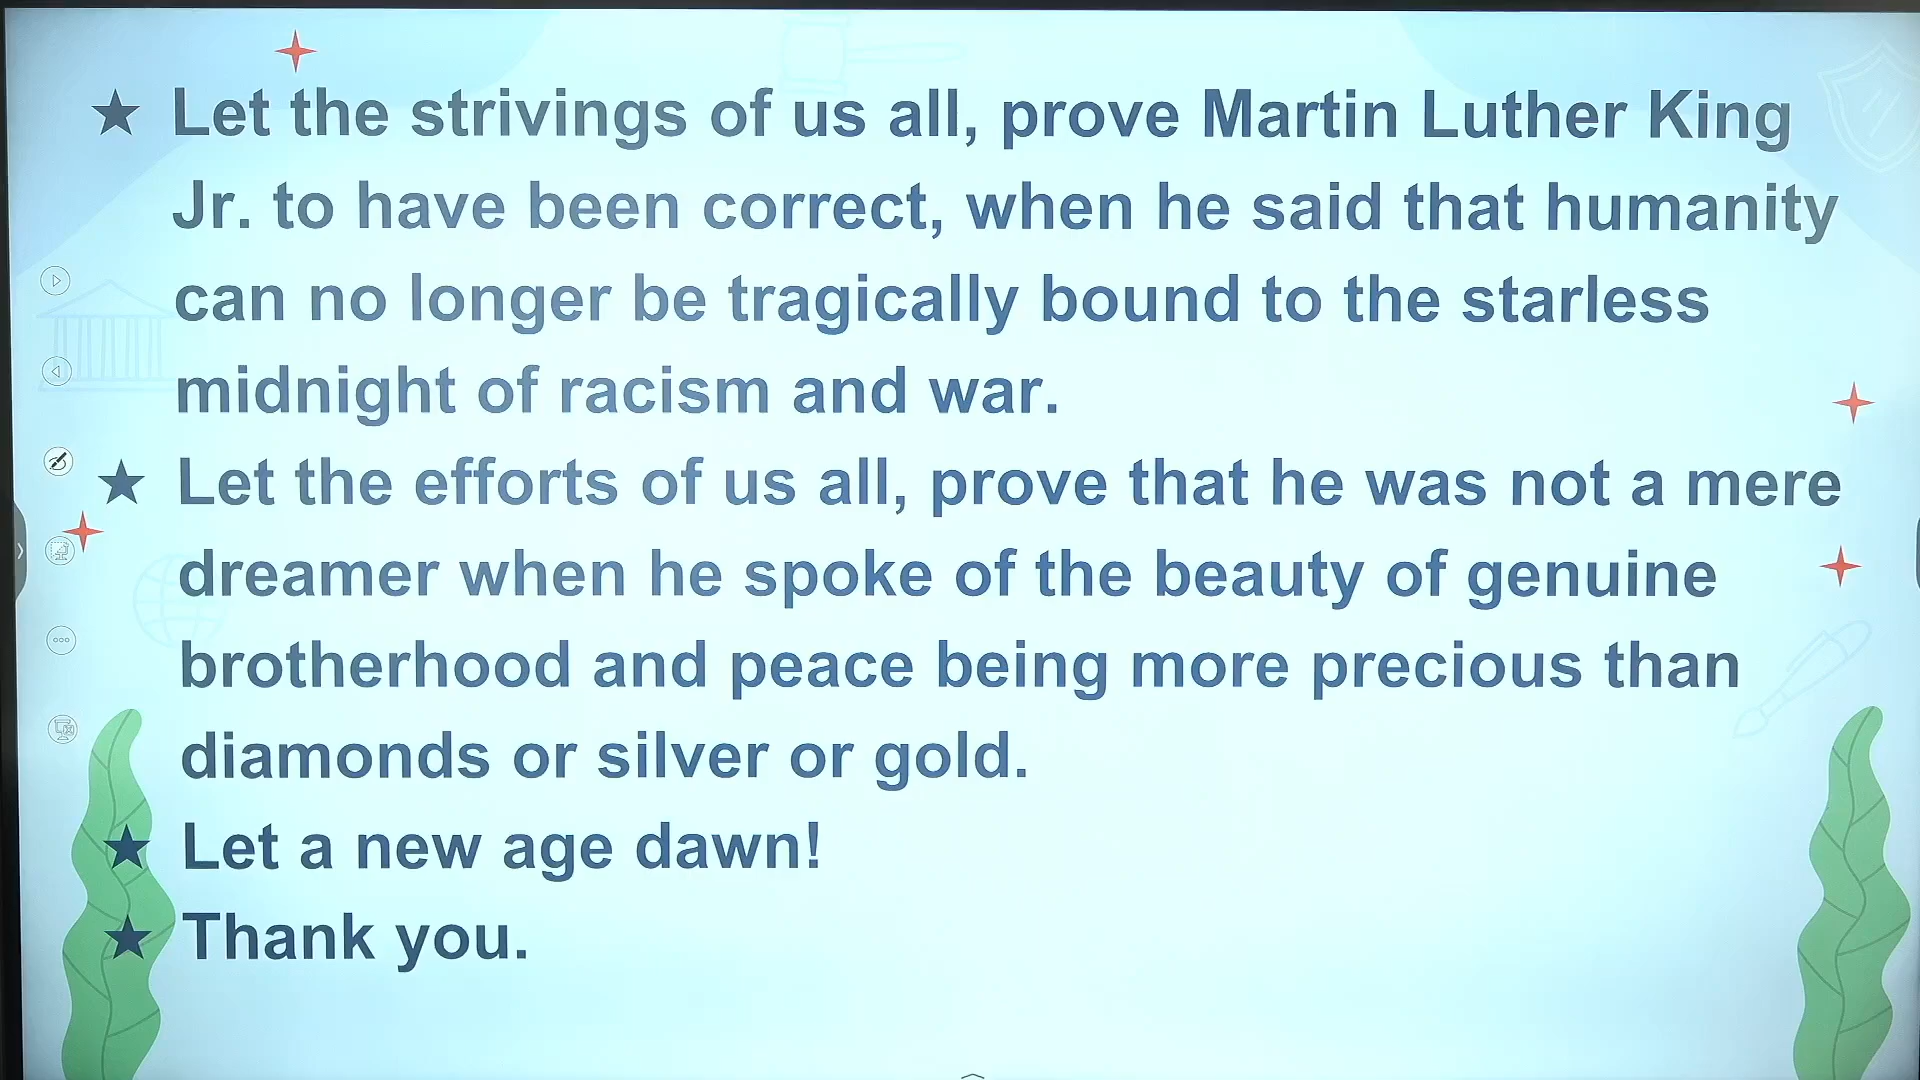 ★ Let the strivings of us all, prove Martin Luther King
Jr. to have been correct, when he said that humanity
can no longer be tragically bound to the starless
midnight of racism and war.
★ Let the efforts of us all, prove that he was not a mere
dreamer when he spoke of the beauty of genuine
brotherhood and peace being more precious than
diamonds or silver or gold.
★ Let a new age dawn!
★ Thank you.